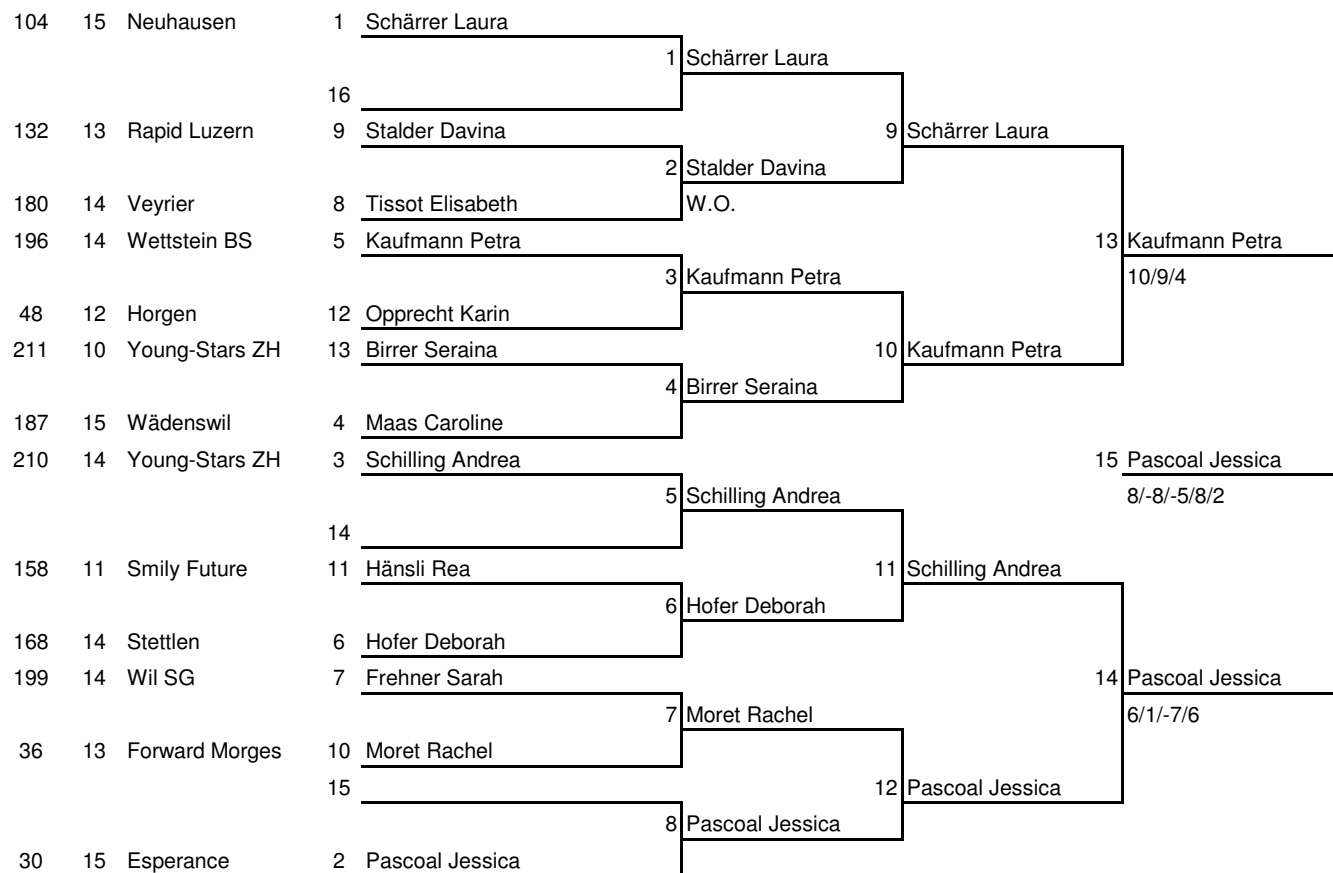 104 15 Neuhausen 1 Schärrer Laura
1 Schärrer Laura
16
132 13 Rapid Luzern 9 Stalder Davina 9 Schärrer Laura
2 Stalder Davina
180 14 Veyrier 8 Tissot Elisabeth W.O.
196 14 Wettstein BS 5 Kaufmann Petra 13 Kaufmann Petra
3 Kaufmann Petra 10/9/4
48 12 Horgen 12 Opprecht Karin
211 10 Young-Stars ZH 13 Birrer Seraina 10 Kaufmann Petra
4 Birrer Seraina
187 15 Wädenswil 4 Maas Caroline
210 14 Young-Stars ZH 3 Schilling Andrea 15 Pascoal Jessica
5 Schilling Andrea 8/-8/-5/8/2
14
158 11 Smily Future 11 Hänsli Rea 11 Schilling Andrea
6 Hofer Deborah
168 14 Stettlen 6 Hofer Deborah
199 14 Wil SG 7 Frehner Sarah 14 Pascoal Jessica
7 Moret Rachel 6/1/-7/6
36 13 Forward Morges 10 Moret Rachel
15 12 Pascoal Jessica
8 Pascoal Jessica
30 15 Esperance 2 Pascoal Jessica